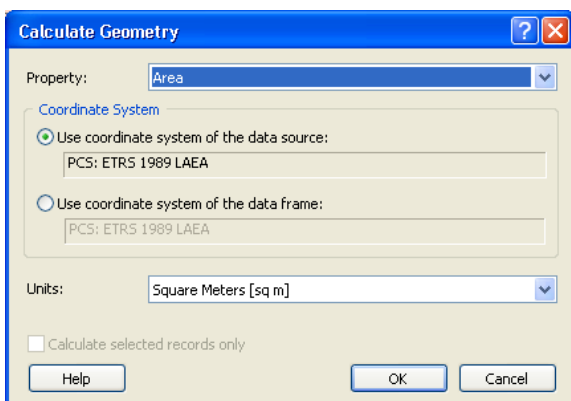 Calculate Geometry
Property: Area
Coordinate System
Use coordinate system of the data source:
PCS: ETRS 1989 LAEA
Use coordinate system of the data frame:
PCS: ETRS 1989 LAEA
Units: Square Meters [sq m]
Calculate selected records only
Help OK Cancel